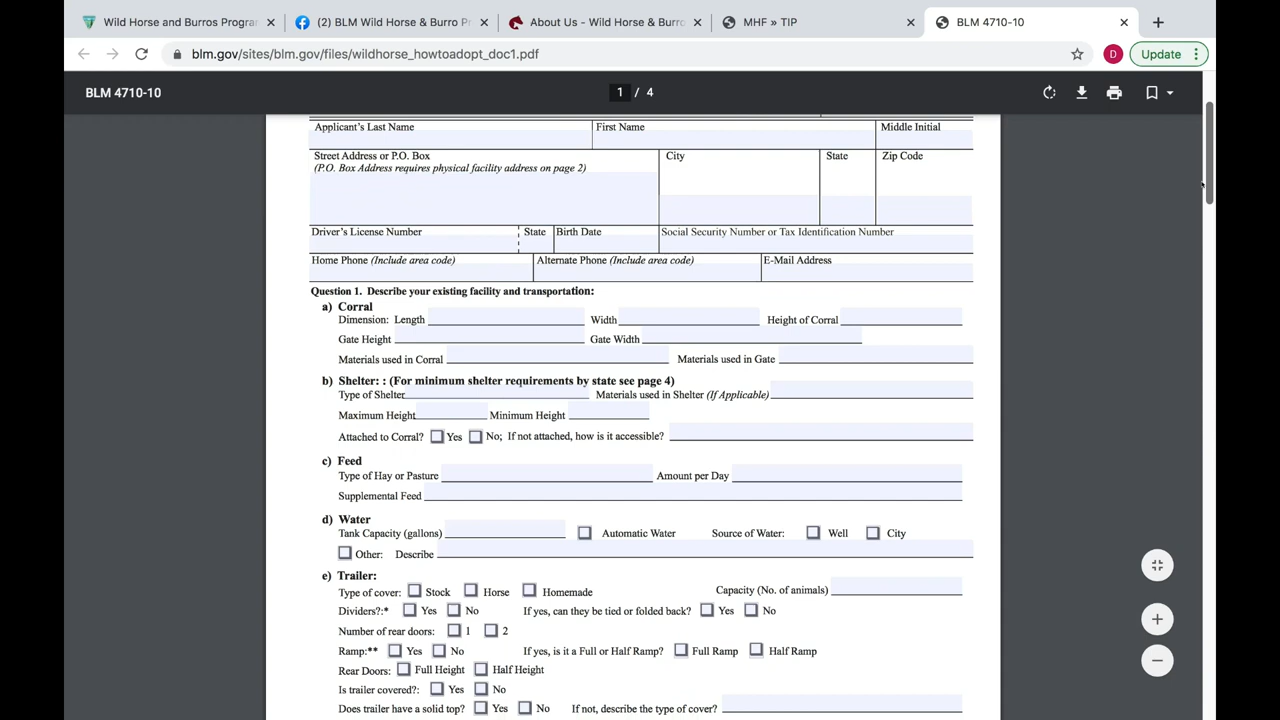 Wild Horse and Burros Progra
(2) BLM Wild Horse & Burro Pr
About Us - Wild Horse & Burro
MHF » TIP
BLM 4710-10
blm.gov/sites/blm.gov/files/wildhorse_howtoadopt_doc1.pdf
D
Update
BLM 4710-10
1 / 4
Applicant's Last Name
First Name
Middle Initial
Street Address or P.O. Box
City
State
Zip Code
(P.O. Box Address requires physical facility address on page 2)
Driver's License Number
State
Birth Date
Social Security Number or Tax Identification Number
Home Phone (Include area code)
Alternate Phone (Include area code)
E-Mail Address
Question 1. Describe your existing facility and transportation:
a) Corral
Dimension: Length Width Height of Corral
Gate Height Gate Width
Materials used in Corral Materials used in Gate
b) Shelter: : (For minimum shelter requirements by state see page 4)
Type of Shelter Materials used in Shelter (If Applicable)
Maximum Height Minimum Height
Attached to Corral? Yes No; If not attached, how is it accessible?
c) Feed
Type of Hay or Pasture Amount per Day
Supplemental Feed
d) Water
Tank Capacity (gallons) Automatic Water Source of Water: Well City
Other: Describe
e) Trailer:
Type of cover: Stock Horse Homemade Capacity (No. of animals)
Dividers?:* Yes No If yes, can they be tied or folded back? Yes No
Number of rear doors: 1 2
Ramp:** Yes No If yes, is it a Full or Half Ramp? Full Ramp Half Ramp
Rear Doors: Full Height Half Height
Is trailer covered?: Yes No
Does trailer have a solid top? Yes No If not, describe the type of cover?